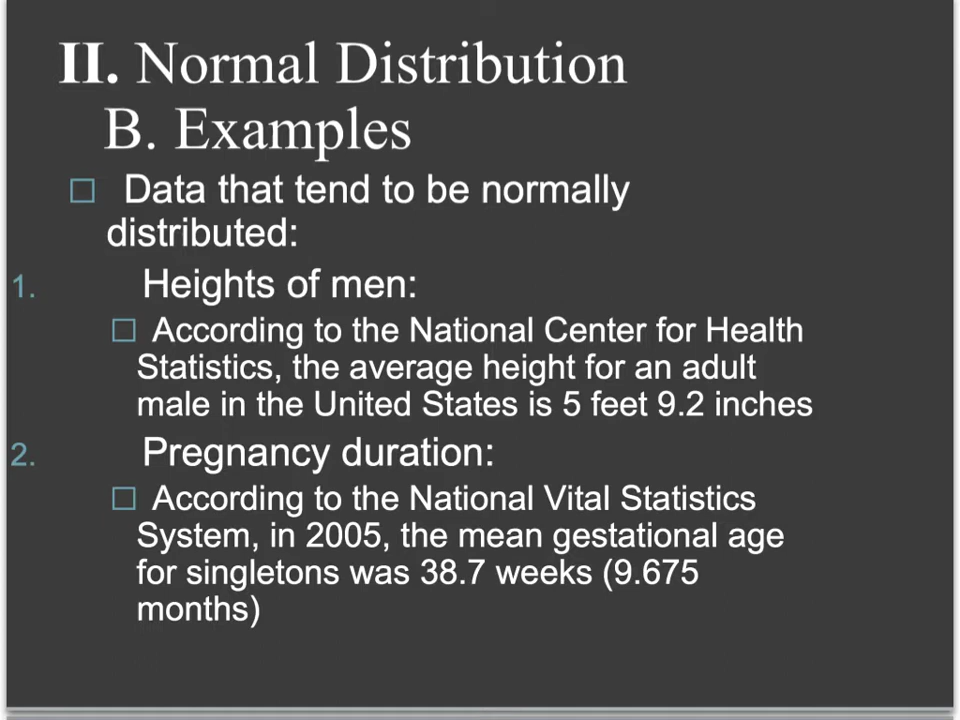 II. Normal Distribution
B. Examples
Data that tend to be normally
distributed:
1. Heights of men:
According to the National Center for Health
Statistics, the average height for an adult
male in the United States is 5 feet 9.2 inches
2. Pregnancy duration:
According to the National Vital Statistics
System, in 2005, the mean gestational age
for singletons was 38.7 weeks (9.675
months)